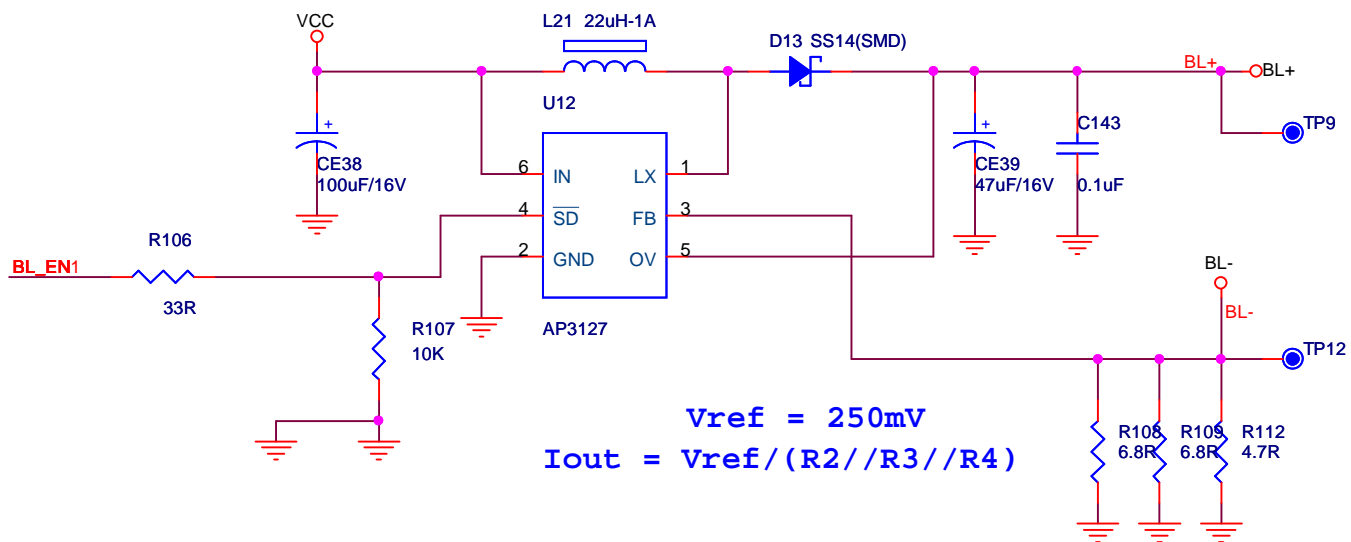 VCC
L21 22uH-1A
D13 SS14(SMD)
BL+
BL+
U12
TP9
CE38
100uF/16V
6
IN
LX
1
4
SD
FB
3
2
GND
OV
5
AP3127
CE39
47uF/16V
C143
0.1uF
+
+
R106
BL_EN1
33R
R107
10K
BL-
BL-
TP12
Vref = 250mV
Iout = Vref/(R2//R3//R4)
R108
6.8R
R109
6.8R
R112
4.7R